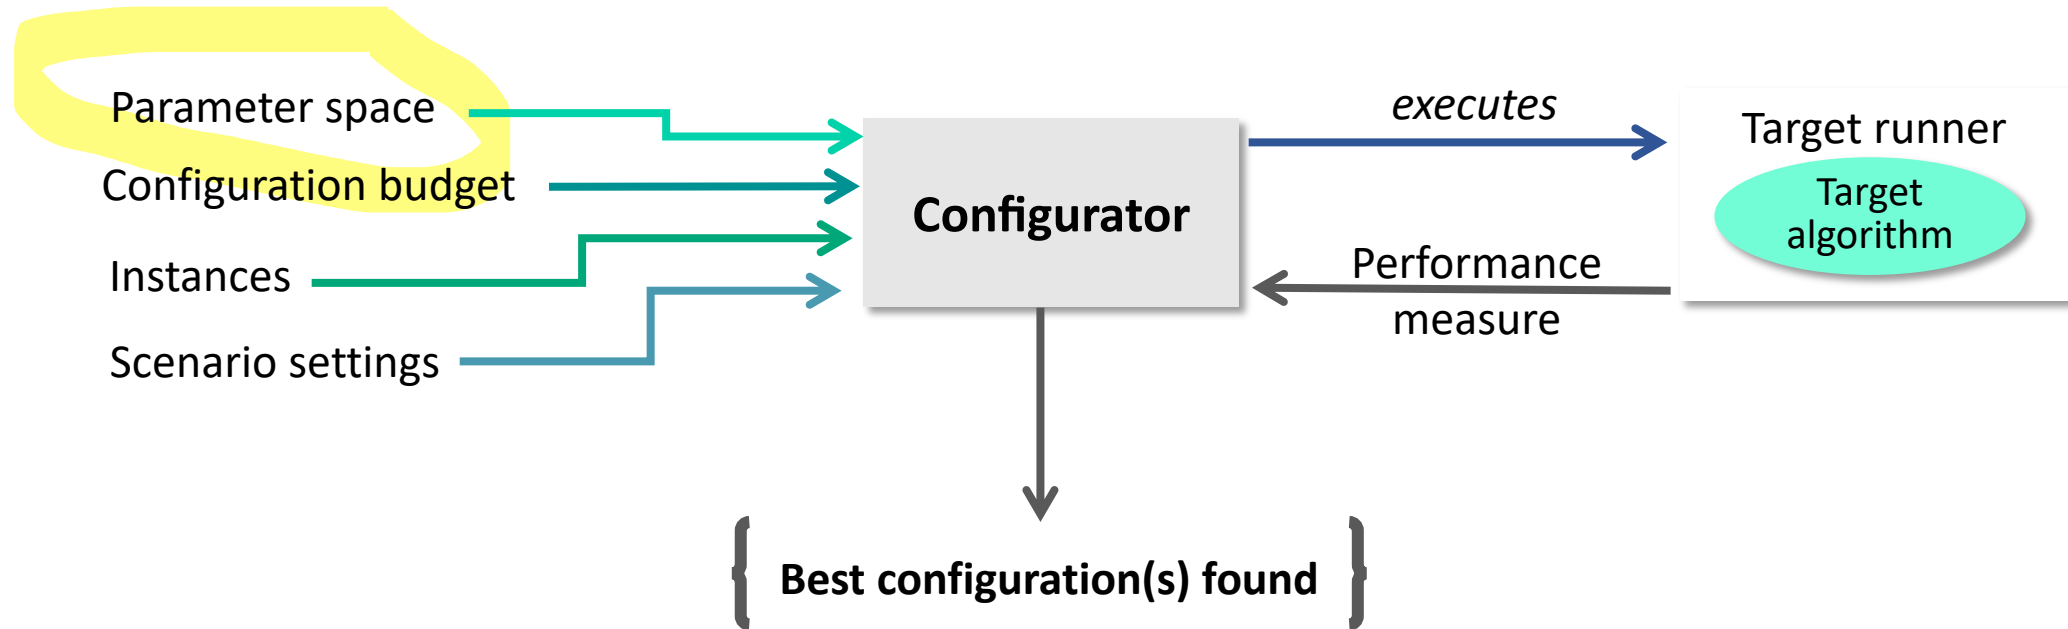 Parameter space
Configuration budget
Instances
Scenario settings
Configurator
executes
Performance
measure
Target runner
Target
algorithm
Best configuration(s) found